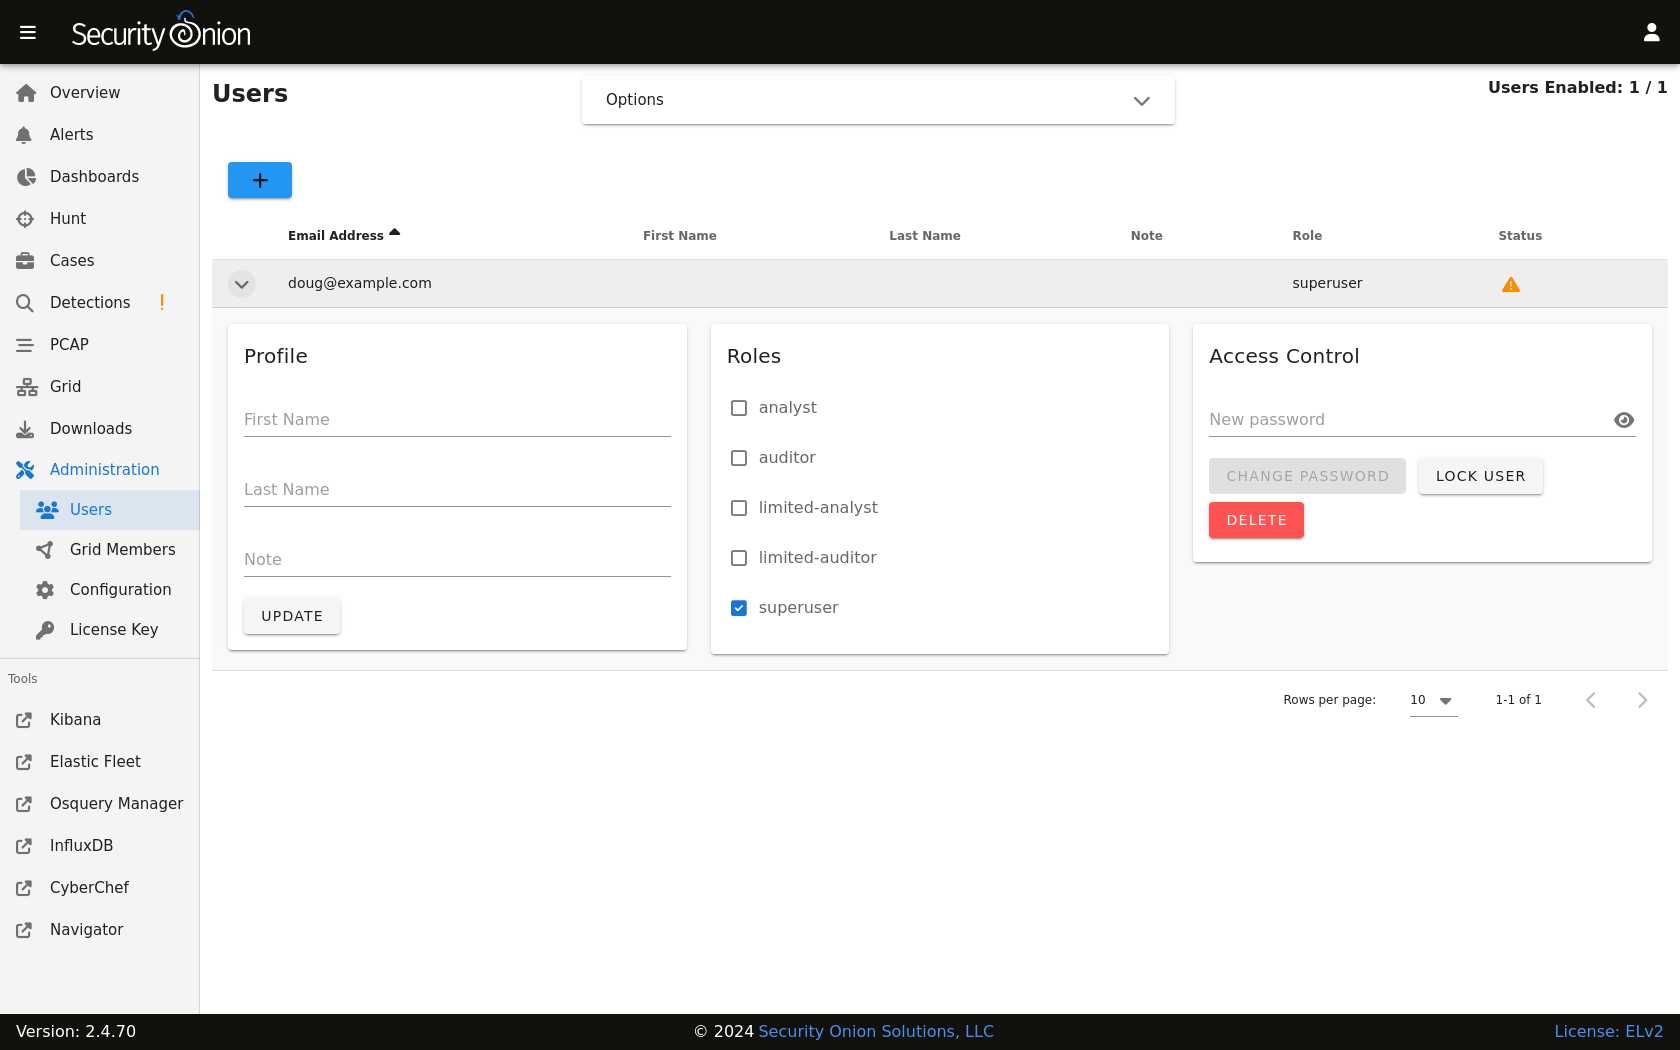 Security Onion
Overview
Alerts
Dashboards
Hunt
Cases
Detections !
PCAP
Grid
Downloads
Administration
Users
Grid Members
Configuration
License Key
Tools
Kibana
Elastic Fleet
Osquery Manager
InfluxDB
CyberChef
Navigator
Users
Options
Users Enabled: 1 / 1
+
Email Address First Name Last Name Note Role Status
doug@example.com superuser
Profile
First Name
Last Name
Note
UPDATE
Roles
analyst
auditor
limited-analyst
limited-auditor
superuser
Access Control
New password
CHANGE PASSWORD LOCK USER
DELETE
Rows per page: 10 1-1 of 1
Version: 2.4.70 © 2024 Security Onion Solutions, LLC License: ELv2